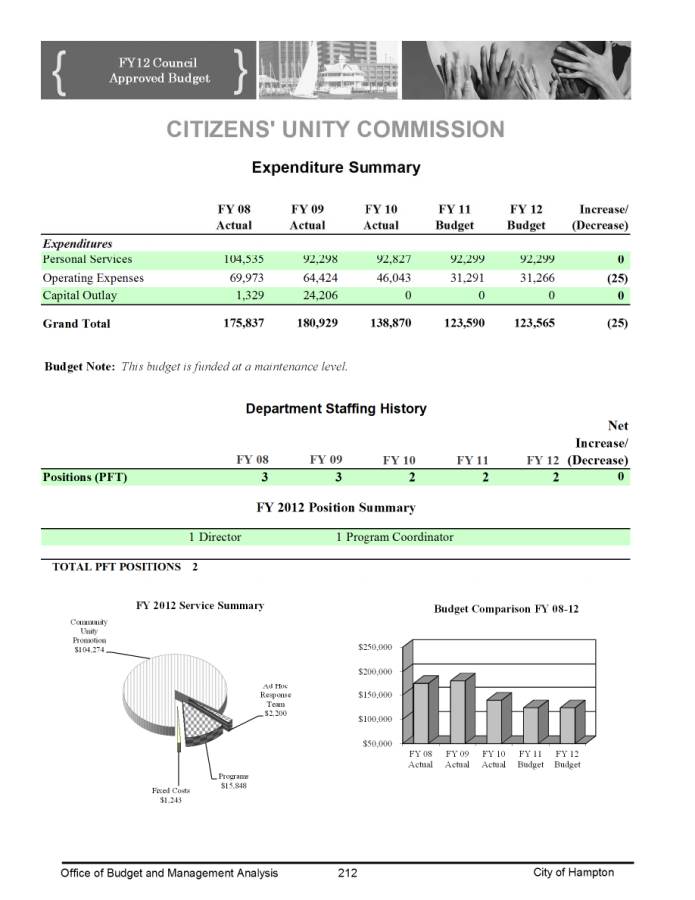 FY12 Council
Approved Budget
CITIZENS' UNITY COMMISSION
Expenditure Summary
FY 08 FY 09 FY 10 FY 11 FY 12 Increase/
Actual Actual Actual Budget Budget (Decrease)
Expenditures
Personal Services 104,535 92,298 92,827 92,299 92,299 0
Operating Expenses 69,973 64,424 46,043 31,291 31,266 (25)
Capital Outlay 1,329 24,206 0 0 0 0
Grand Total 175,837 180,929 138,870 123,590 123,565 (25)
Budget Note: This budget is funded at a maintenance level.
Department Staffing History
Net
Increase/
FY 08 FY 09 FY 10 FY 11 FY 12 (Decrease)
Positions (PFT) 3 3 2 2 2 0
FY 2012 Position Summary
1 Director 1 Program Coordinator
TOTAL PFT POSITIONS 2
FY 2012 Service Summary
Community
Unity
Promotion
$104,274
Ad Hoc
Response
Team
$2,200
Programs
$15,848
Fixed Costs
$1,243
Budget Comparison FY 08-12
$250,000
$200,000
$150,000
$100,000
$50,000
FY 08 FY 09 FY 10 FY 11 FY 12
Actual Actual Actual Budget Budget
Office of Budget and Management Analysis 212 City of Hampton